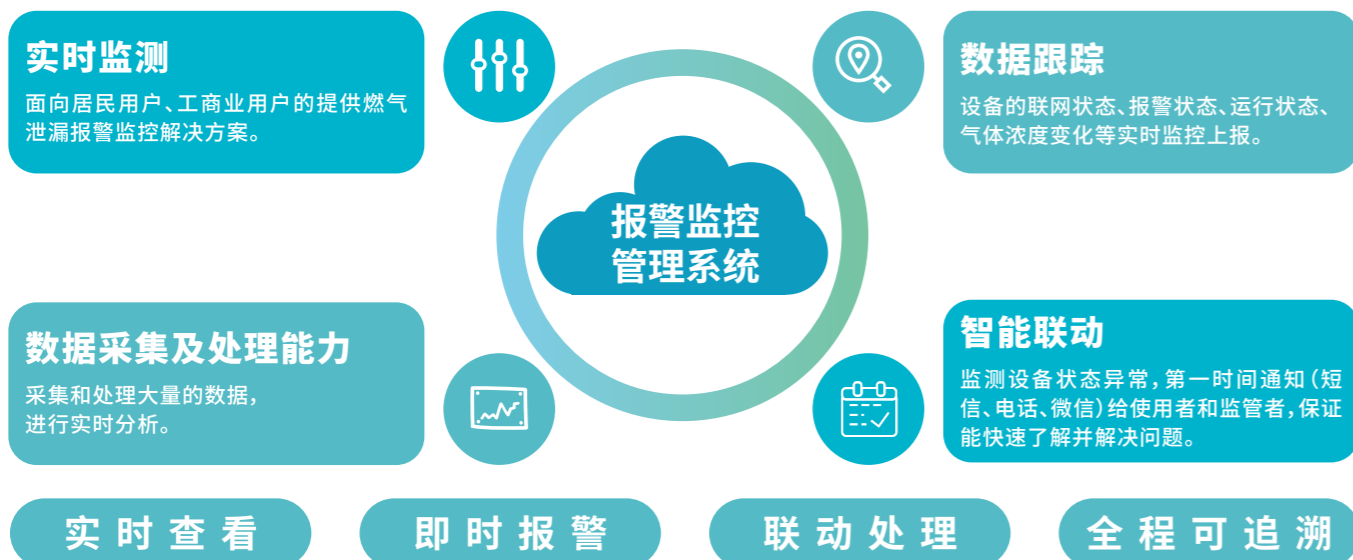 实时监测
面向居民用户、工商业用户的提供燃气
泄漏报警监控解决方案。
数据跟踪
设备的联网状态、报警状态、运行状态、
气体浓度变化等实时监控上报。
报警监控
管理系统
数据采集及处理能力
采集和处理大量的数据，
进行实时分析。
智能联动
监测设备状态异常，第一时间通知（短
信、电话、微信）给使用者和监管者，保证
能快速了解并解决问题。
实时查看
即时报警
联动处理
全程可追溯